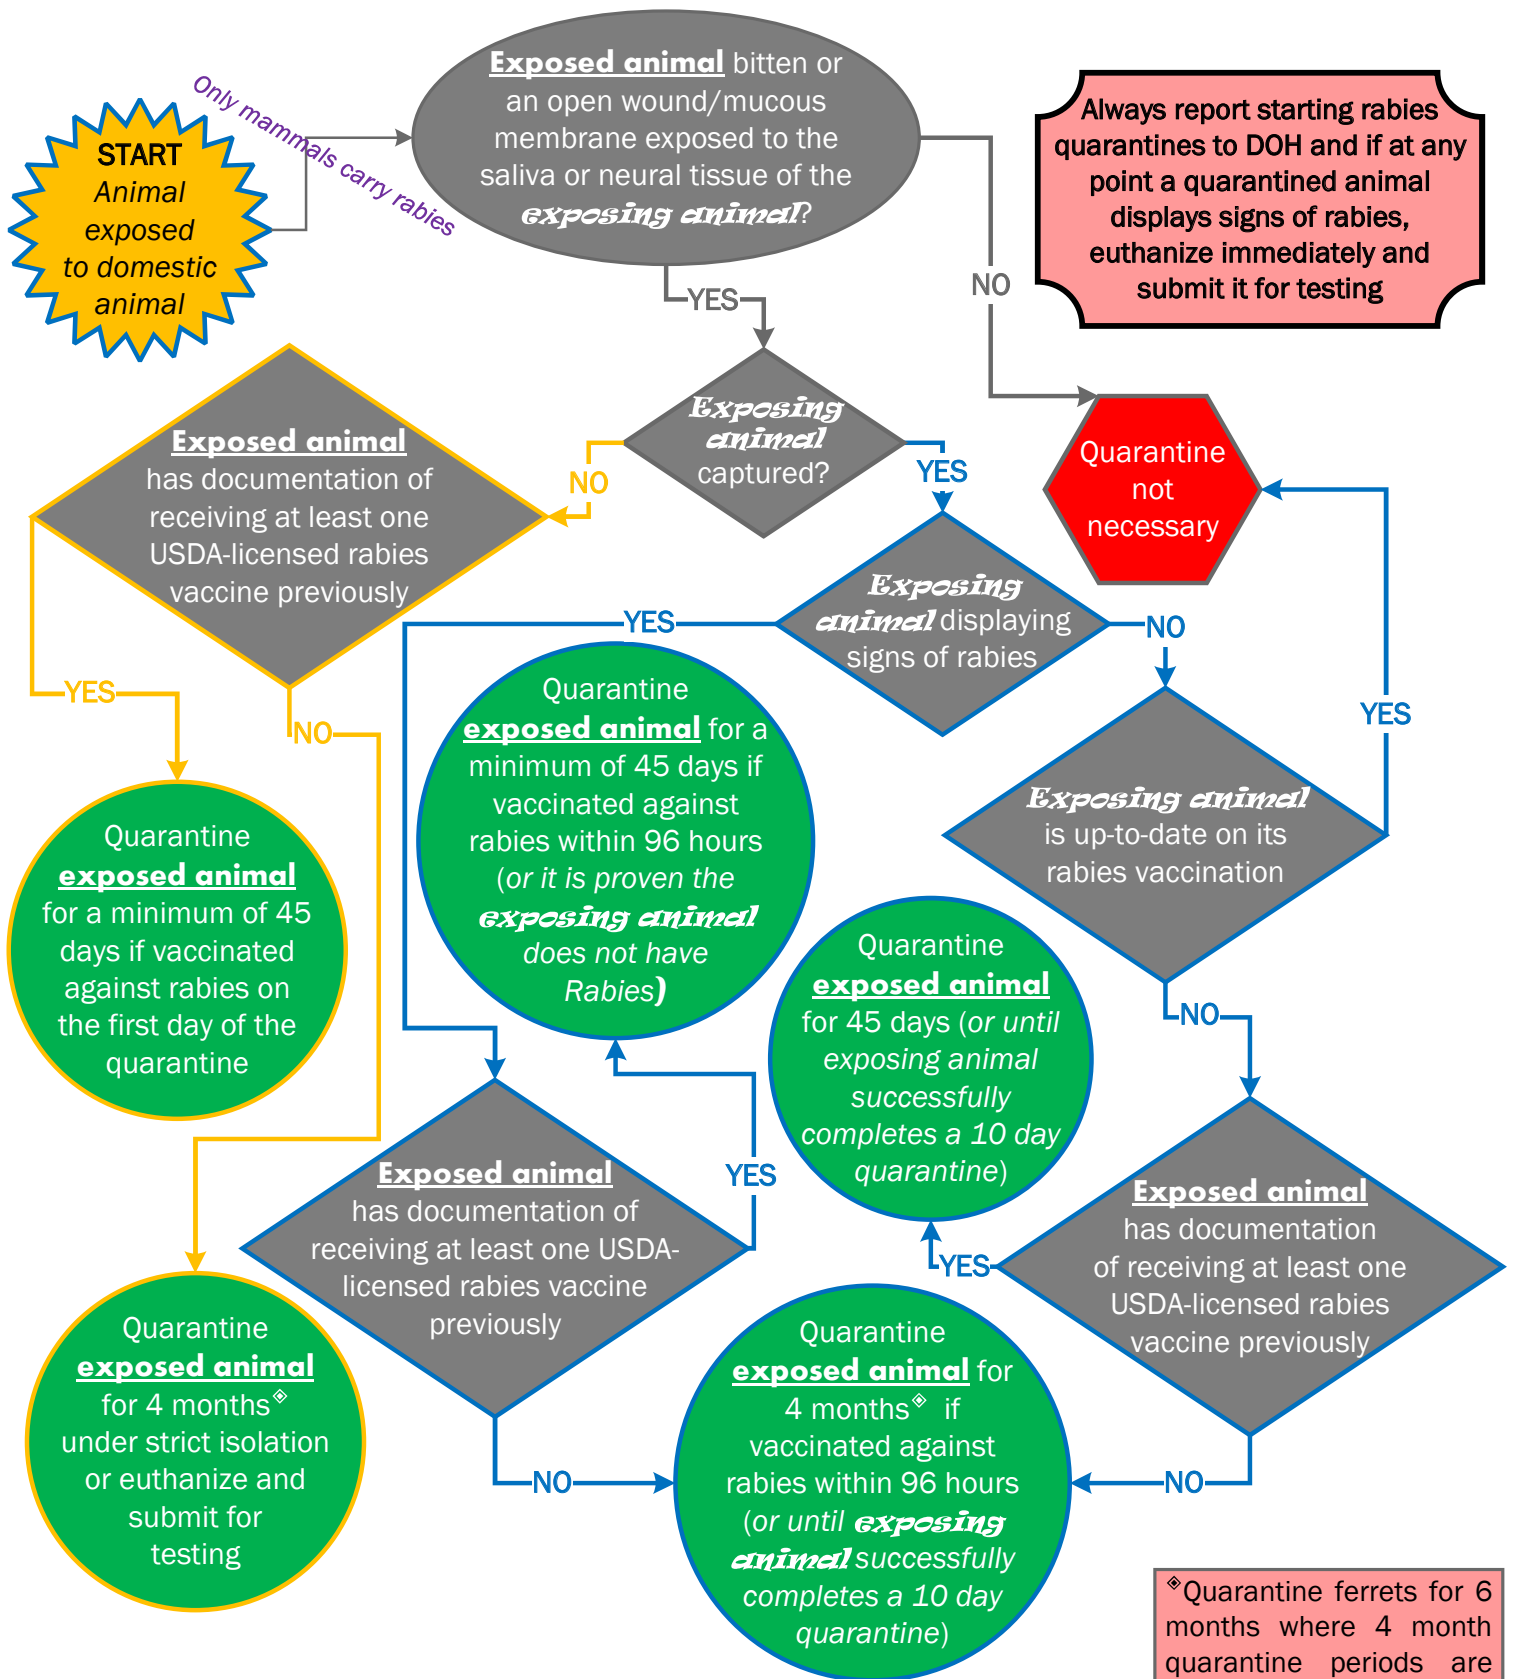 START
Animal
exposed
to domestic
animal
Only mammals carry rabies
Exposed animal bitten or
an open wound/mucous
membrane exposed to the
saliva or neural tissue of the
exposing animal?
Always report starting rabies
quarantines to DOH and if at any
point a quarantined animal
displays signs of rabies,
euthanize immediately and
submit it for testing
YES
NO
Exposing
animal
captured?
NO
YES
Quarantine
not
necessary
Exposed animal
has documentation of
receiving at least one
USDA-licensed rabies
vaccine previously
Exposing
animal displaying
signs of rabies
YES
NO
YES
YES
NO
Quarantine
exposed animal for a
minimum of 45 days if
vaccinated against
rabies within 96 hours
(or it is proven the
exposing animal
does not have
Rabies)
Exposing animal
is up-to-date on its
rabies vaccination
Quarantine
exposed animal
for a minimum of 45
days if vaccinated
against rabies on
the first day of the
quarantine
Quarantine
exposed animal
for 45 days (or until
exposing animal
successfully
completes a 10 day
quarantine)
NO
Exposed animal
has documentation of
receiving at least one USDA-
licensed rabies vaccine
previously
YES
Exposed animal
has documentation
of receiving at least one
USDA-licensed rabies
vaccine previously
YES
Quarantine
exposed animal
for 4 months◈
under strict isolation
or euthanize and
submit for
testing
NO
Quarantine
exposed animal for
4 months◈ if
vaccinated against
rabies within 96 hours
(or until exposing
animal successfully
completes a 10 day
quarantine)
NO
◈Quarantine ferrets for 6
months where 4 month
quarantine periods are